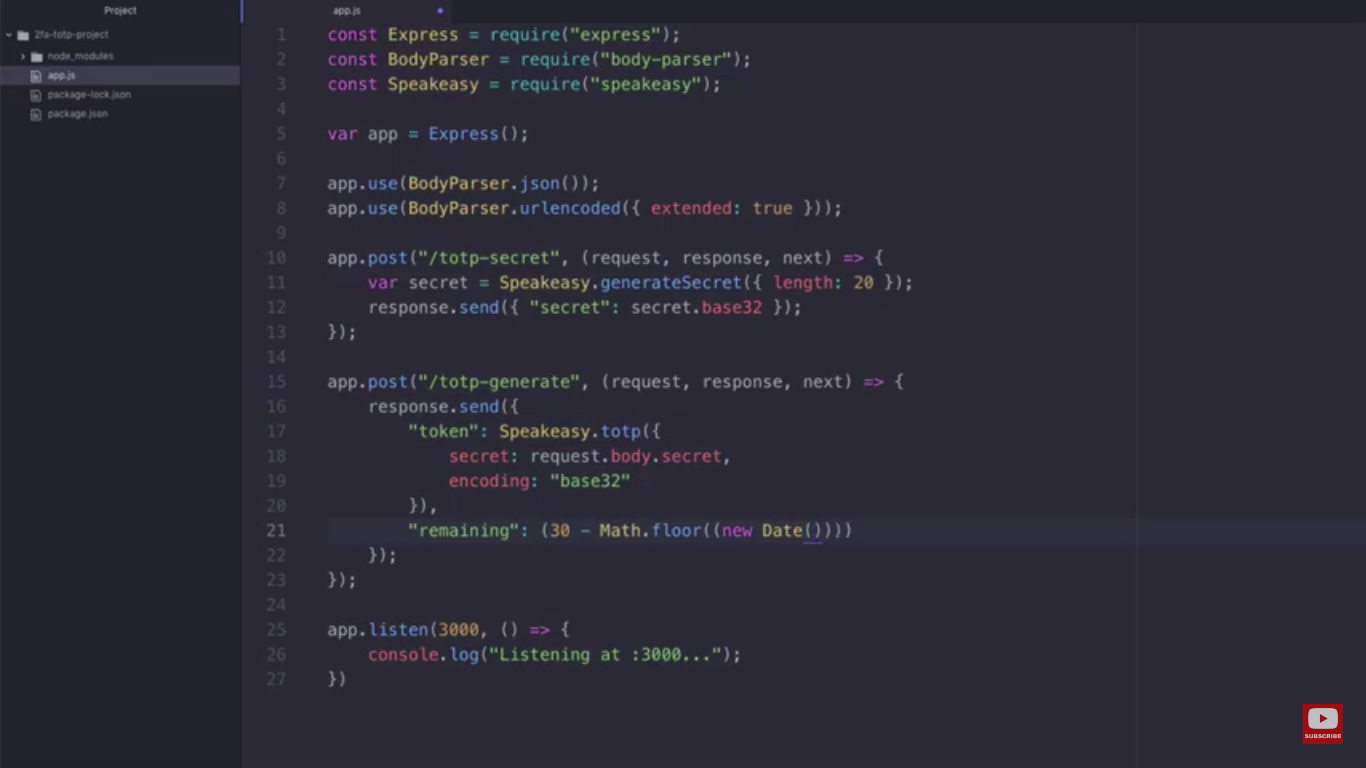 Project
2fa-totp-project
node_modules
app.js
package-lock.json
package.json
app.js
1 const Express = require("express");
2 const BodyParser = require("body-parser");
3 const Speakeasy = require("speakeasy");
4
5 var app = Express();
6
7 app.use(BodyParser.json());
8 app.use(BodyParser.urlencoded({ extended: true }));
9
10 app.post("/totp-secret", (request, response, next) => {
11     var secret = Speakeasy.generateSecret({ length: 20 });
12     response.send({ "secret": secret.base32 });
13 });
14
15 app.post("/totp-generate", (request, response, next) => {
16     response.send({
17         "token": Speakeasy.totp({
18             secret: request.body.secret,
19             encoding: "base32"
20         }),
21         "remaining": (30 - Math.floor((new Date())))
22     });
23 });
24
25 app.listen(3000, () => {
26     console.log("Listening at :3000...");
27 })
SUBSCRIBE